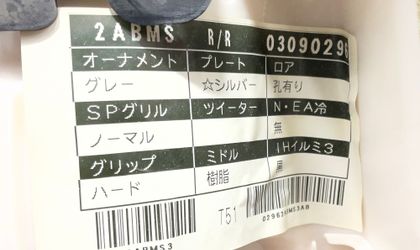 2ABMS R/R 03090296
オーナメント プレート ロア
グレー ☆シルバー 孔有り
SPグリル ツイーター N・EA冷
ノーマル 無
グリップ ミドル IHイルミ3
ハード 樹脂 黒
T51